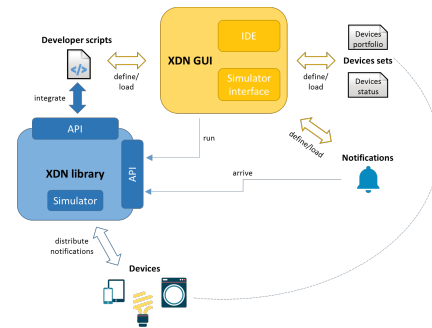 Developer scripts
define/
load
integrate
API
XDN library
API
Simulator
XDN GUI
IDE
Simulator
interface
define/
load
Devices
portfolio
Devices sets
Devices
status
run
define/load
Notifications
arrive
distribute
notifications
Devices